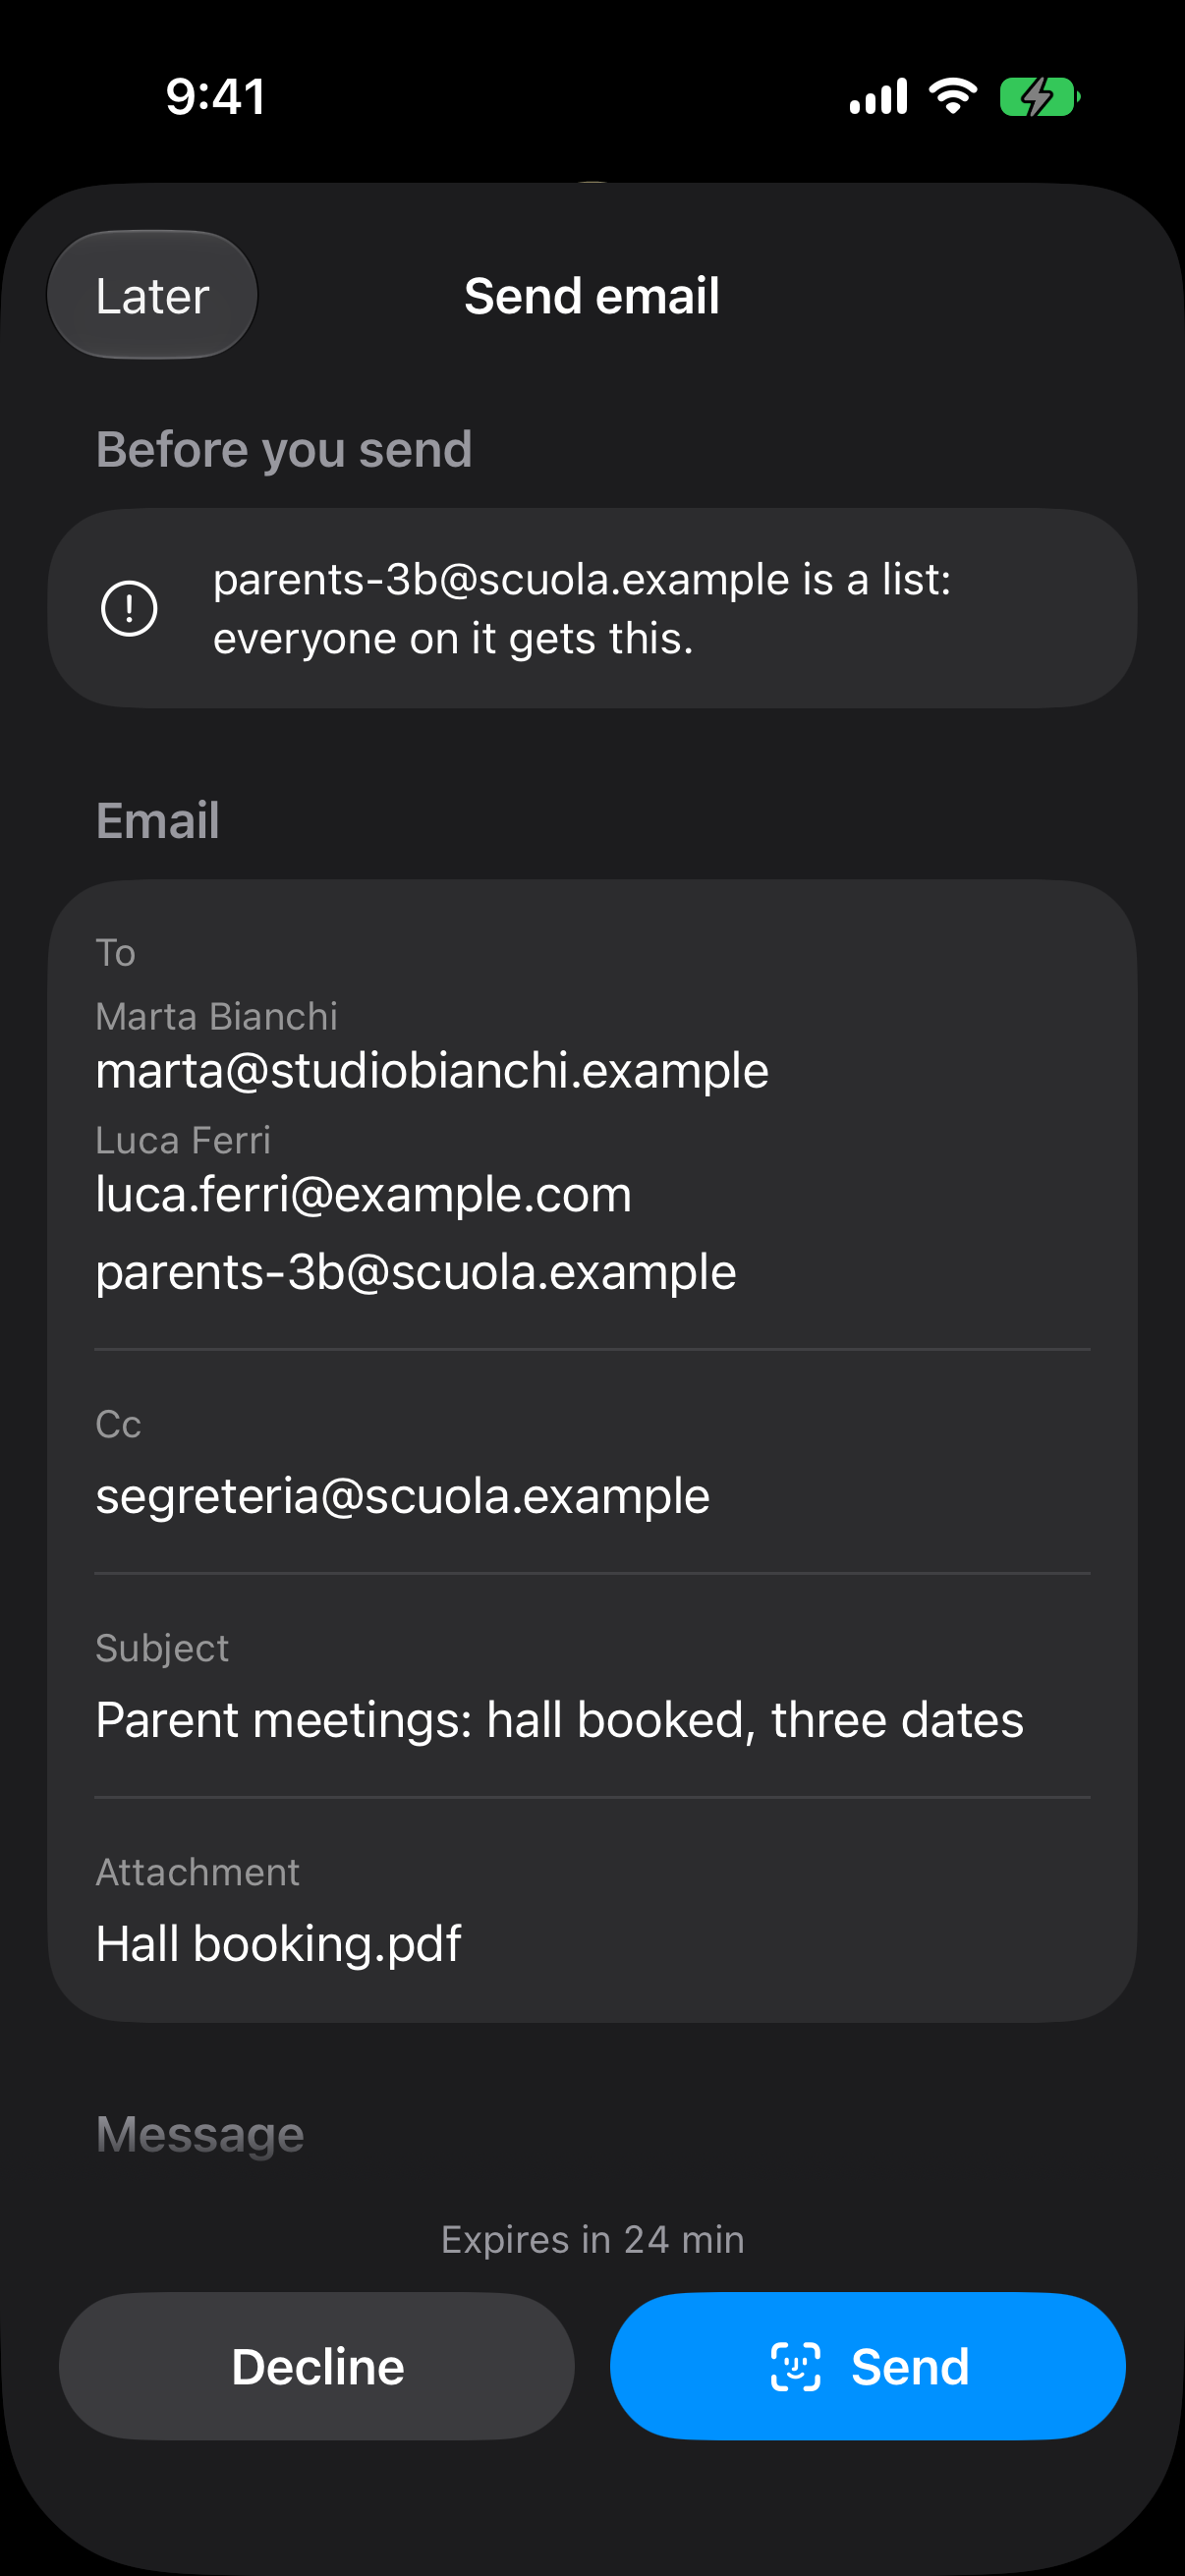 9:41
Later
Send email
Before you send
parents-3b@scuola.example is a list:
everyone on it gets this.
Email
To
Marta Bianchi
marta@studiobianchi.example
Luca Ferri
luca.ferri@example.com
parents-3b@scuola.example
Cc
segreteria@scuola.example
Subject
Parent meetings: hall booked, three dates
Attachment
Hall booking.pdf
Message
Expires in 24 min
Decline
Send